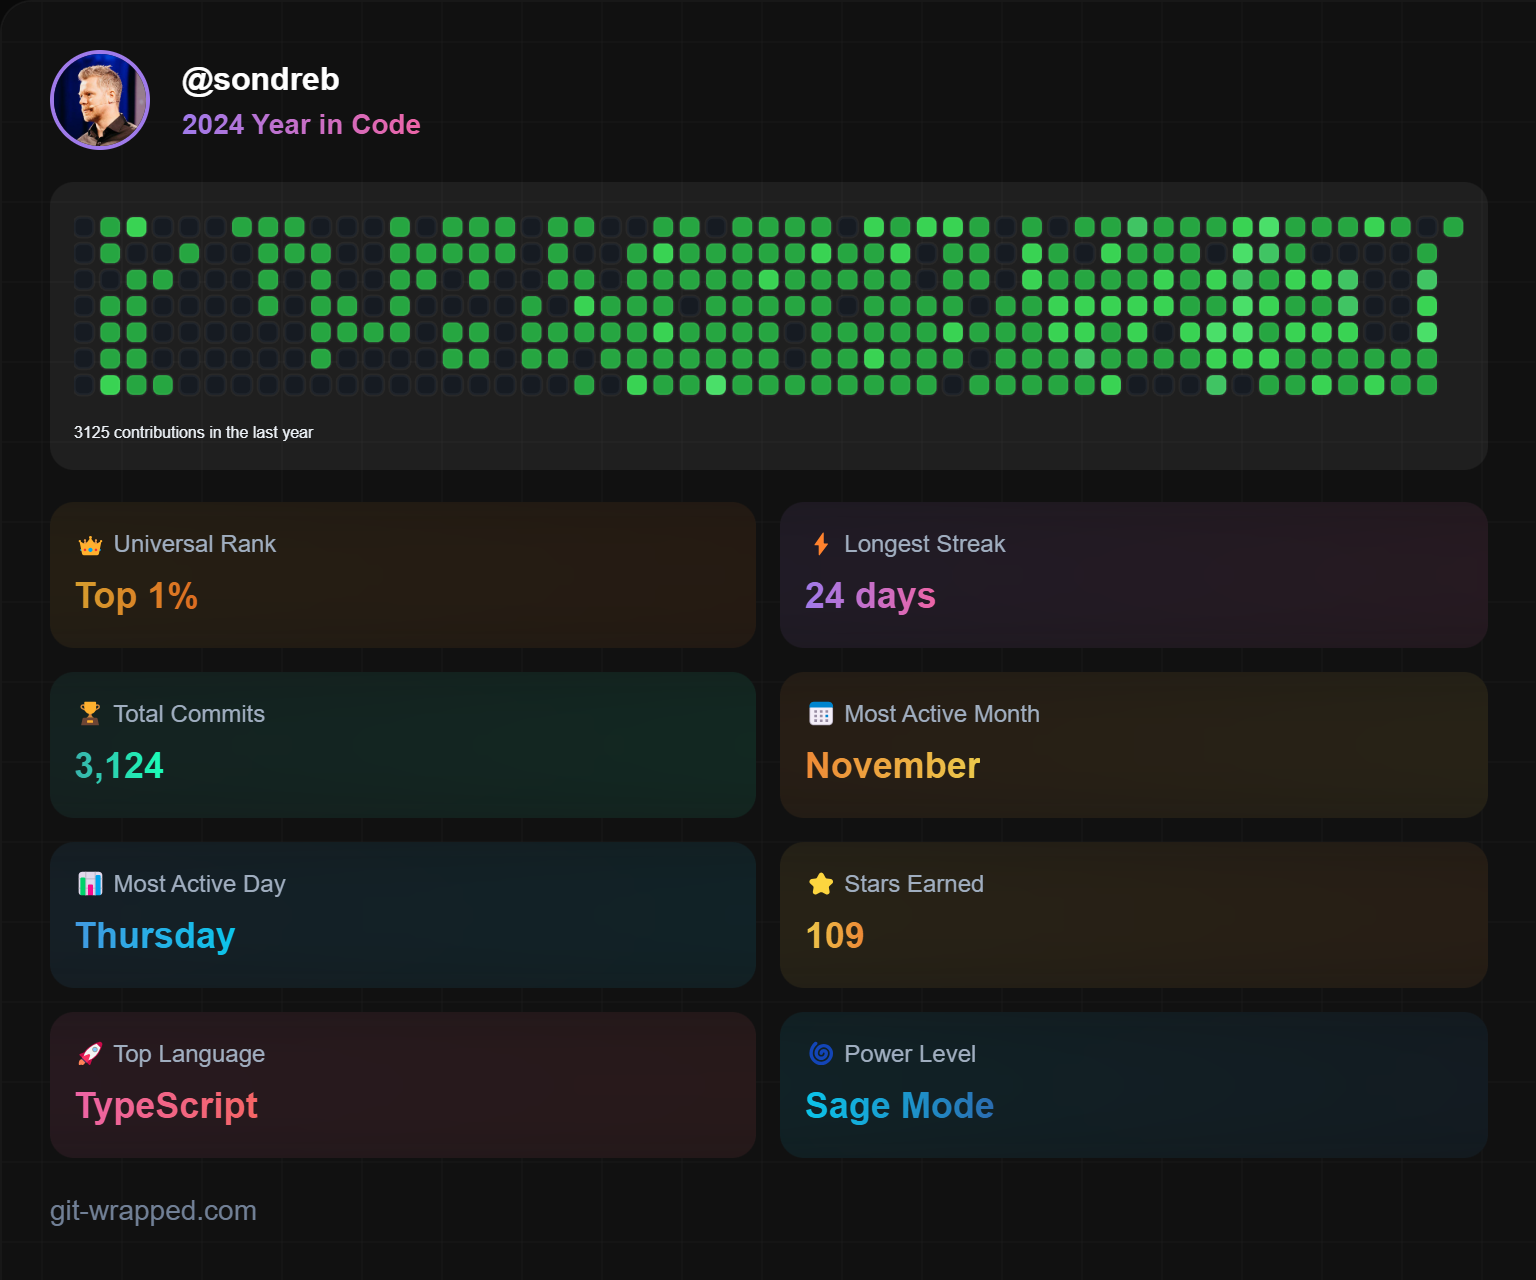 @sondreb
2024 Year in Code
3125 contributions in the last year
Universal Rank
Top 1%
Longest Streak
24 days
Total Commits
3,124
Most Active Month
November
Most Active Day
Thursday
Stars Earned
109
Top Language
TypeScript
Power Level
Sage Mode
git-wrapped.com